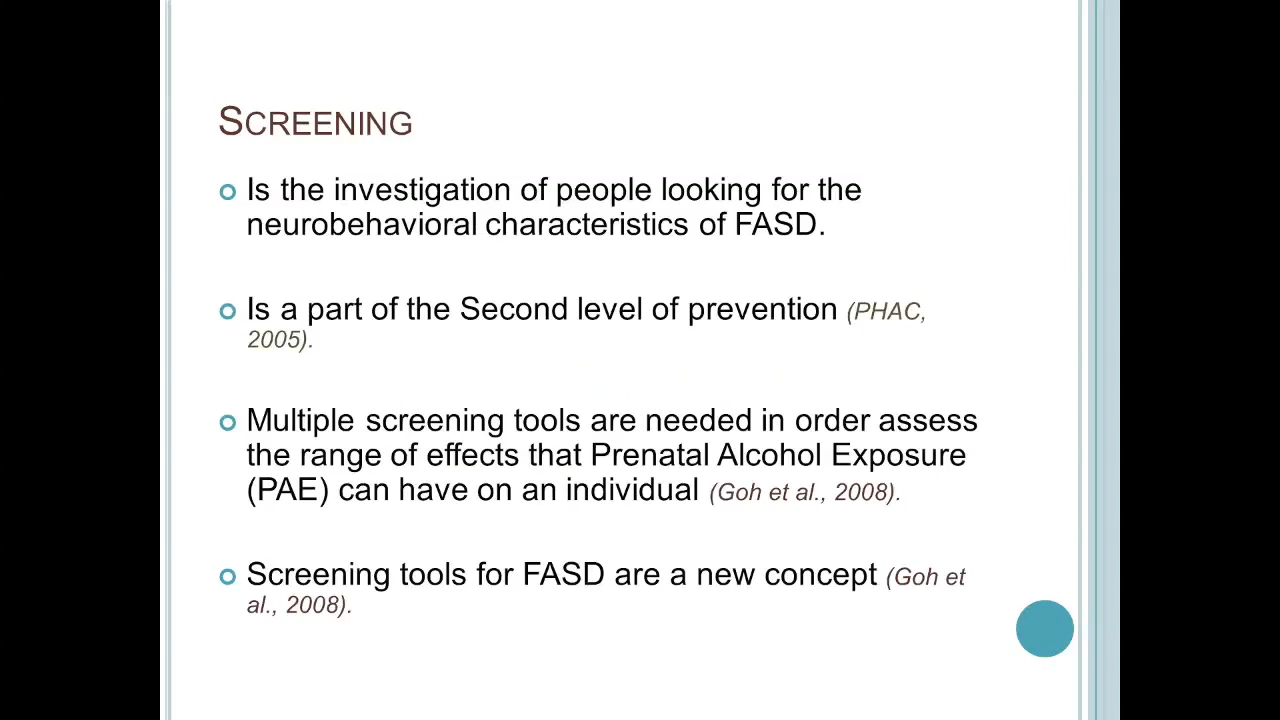 SCREENING
Is the investigation of people looking for the
neurobehavioral characteristics of FASD.
Is a part of the Second level of prevention (PHAC,
2005).
Multiple screening tools are needed in order assess
the range of effects that Prenatal Alcohol Exposure
(PAE) can have on an individual (Goh et al., 2008).
Screening tools for FASD are a new concept (Goh et
al., 2008).